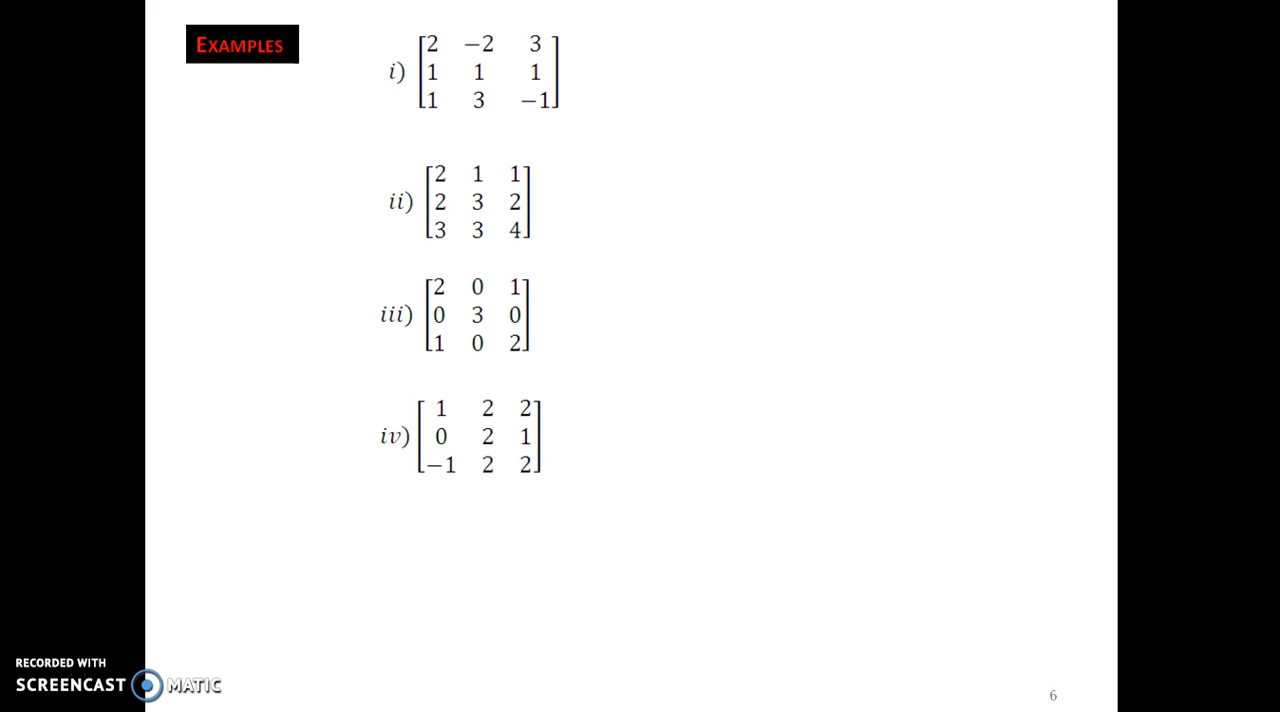 EXAMPLES
i) [2 −2 3
1 1 1
1 3 −1]
ii) [2 1 1
2 3 2
3 3 4]
iii) [2 0 1
0 3 0
1 0 2]
iv) [1 2 2
0 2 1
−1 2 2]
RECORDED WITH
SCREENCAST MATIC
6